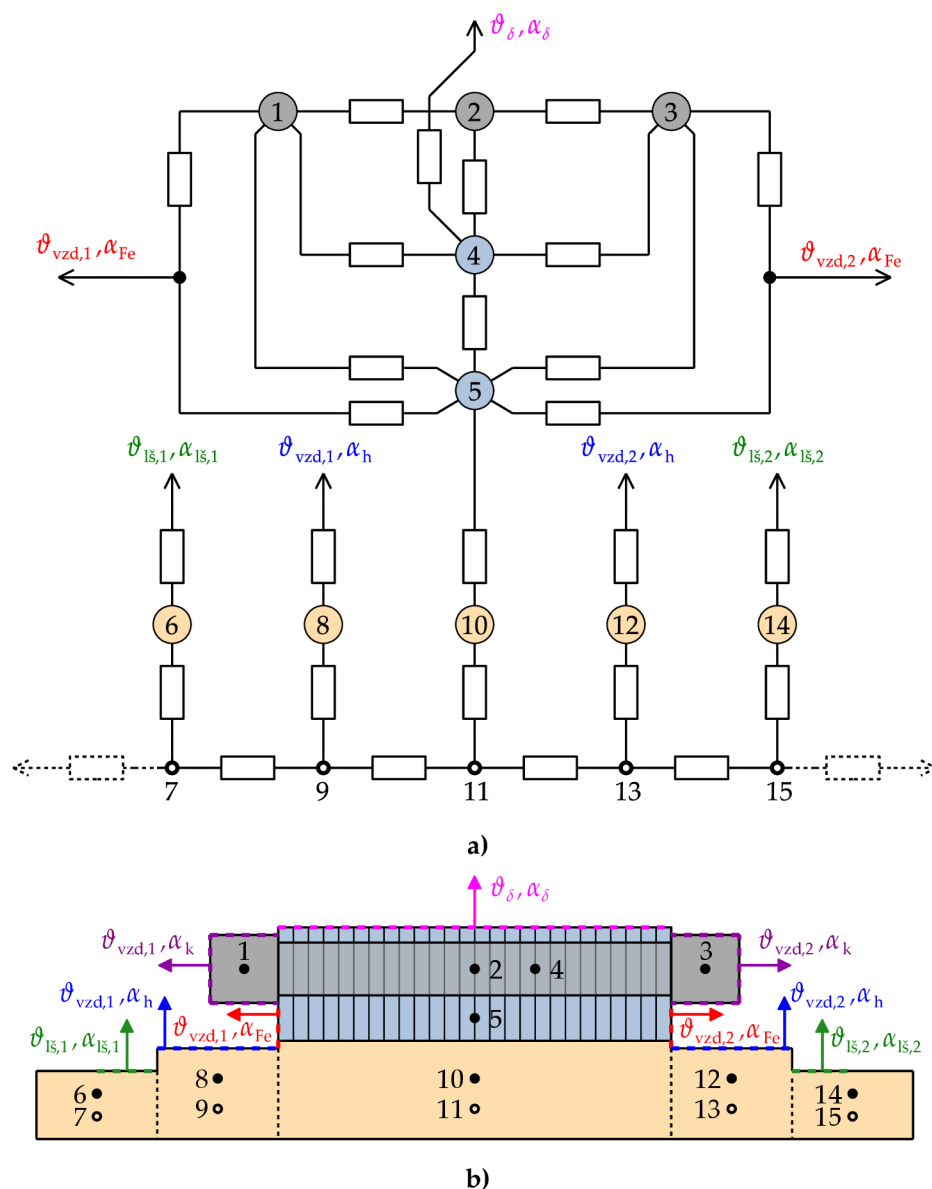 ϑδ, αδ
1 2 3
ϑvzd,1, αFe 4 ϑvzd,2, αFe
5
ϑlš,1, αlš,1 ϑvzd,1, αh ϑvzd,2, αh ϑlš,2, αlš,2
6 8 10 12 14
7 9 11 13 15
a)
ϑδ, αδ
ϑvzd,1, αk 1 2 4 3 ϑvzd,2, αk
ϑvzd,1, αh ϑvzd,2, αh
ϑlš,1, αlš,1 ϑvzd,1, αFe 5 ϑvzd,2, αFe ϑlš,2, αlš,2
6 8 10 12 14
7 9 11 13 15
b)